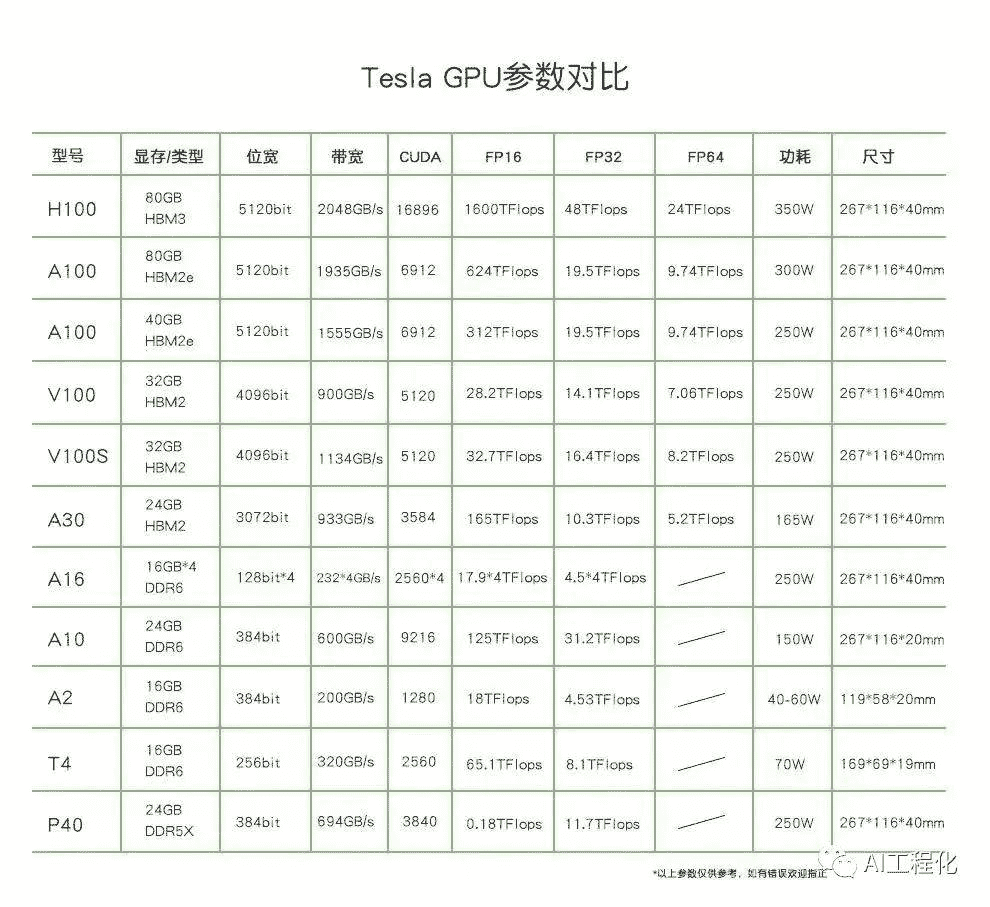 Tesla GPU参数对比
型号 显存/类型 位宽 带宽 CUDA FP16 FP32 FP64 功耗 尺寸
H100 80GB HBM3 5120bit 2048GB/s 16896 1600TFlops 48TFlops 24TFlops 350W 267*116*40mm
A100 80GB HBM2e 5120bit 1935GB/s 6912 624TFlops 19.5TFlops 9.74TFlops 300W 267*116*40mm
A100 40GB HBM2e 5120bit 1555GB/s 6912 312TFlops 19.5TFlops 9.74TFlops 250W 267*116*40mm
V100 32GB HBM2 4096bit 900GB/s 5120 28.2TFlops 14.1TFlops 7.06TFlops 250W 267*116*40mm
V100S 32GB HBM2 4096bit 1134GB/s 5120 32.7TFlops 16.4TFlops 8.2TFlops 250W 267*116*40mm
A30 24GB HBM2 3072bit 933GB/s 3584 165TFlops 10.3TFlops 5.2TFlops 165W 267*116*40mm
A16 16GB*4 DDR6 128bit*4 232*4GB/s 2560*4 17.9*4TFlops 4.5*4TFlops 250W 267*116*40mm
A10 24GB DDR6 384bit 600GB/s 9216 125TFlops 31.2TFlops 150W 267*116*20mm
A2 16GB DDR6 384bit 200GB/s 1280 18TFlops 4.53TFlops 40-60W 119*58*20mm
T4 16GB DDR6 256bit 320GB/s 2560 65.1TFlops 8.1TFlops 70W 169*69*19mm
P40 24GB DDR5X 384bit 694GB/s 3840 0.18TFlops 11.7TFlops 250W 267*116*40mm
*以上参数仅供参考，如有错误欢迎指正
AI工程化